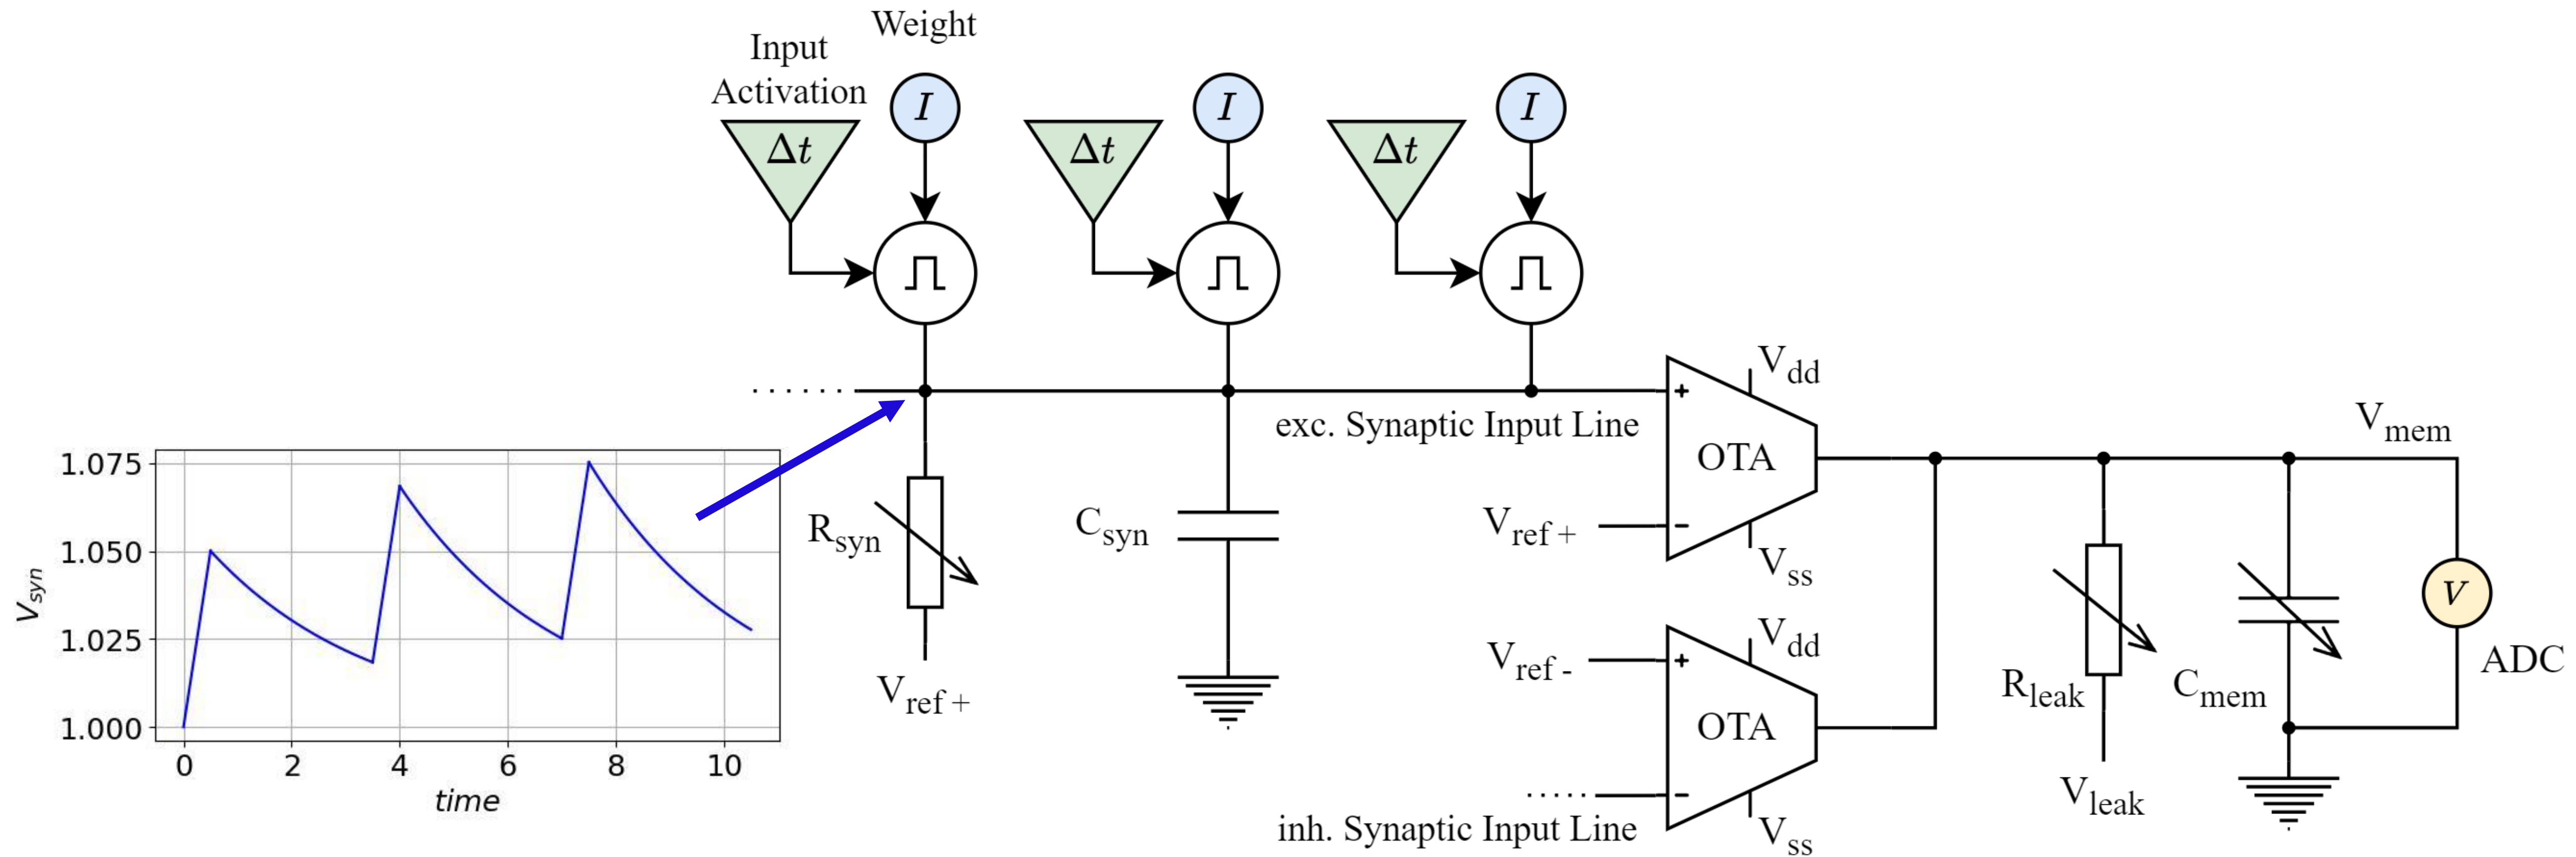 Weight
Input
Activation
I
I
I
Δt
Δt
Δt
V_dd
exc. Synaptic Input Line
+
OTA
V_mem
V_ref +
−
V_ss
R_syn
C_syn
V_ref +
V_dd
V_ref -
+
OTA
−
inh. Synaptic Input Line
V_ss
R_leak
C_mem
V
ADC
V_leak
1.075
1.050
1.025
1.000
V_syn
0 2 4 6 8 10
time